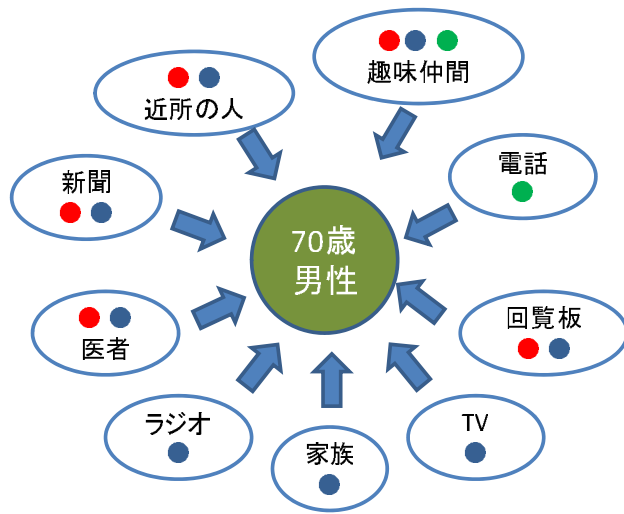 趣味仲間
近所の人
電話
新聞
70歳
男性
回覧板
医者
ラジオ
TV
家族